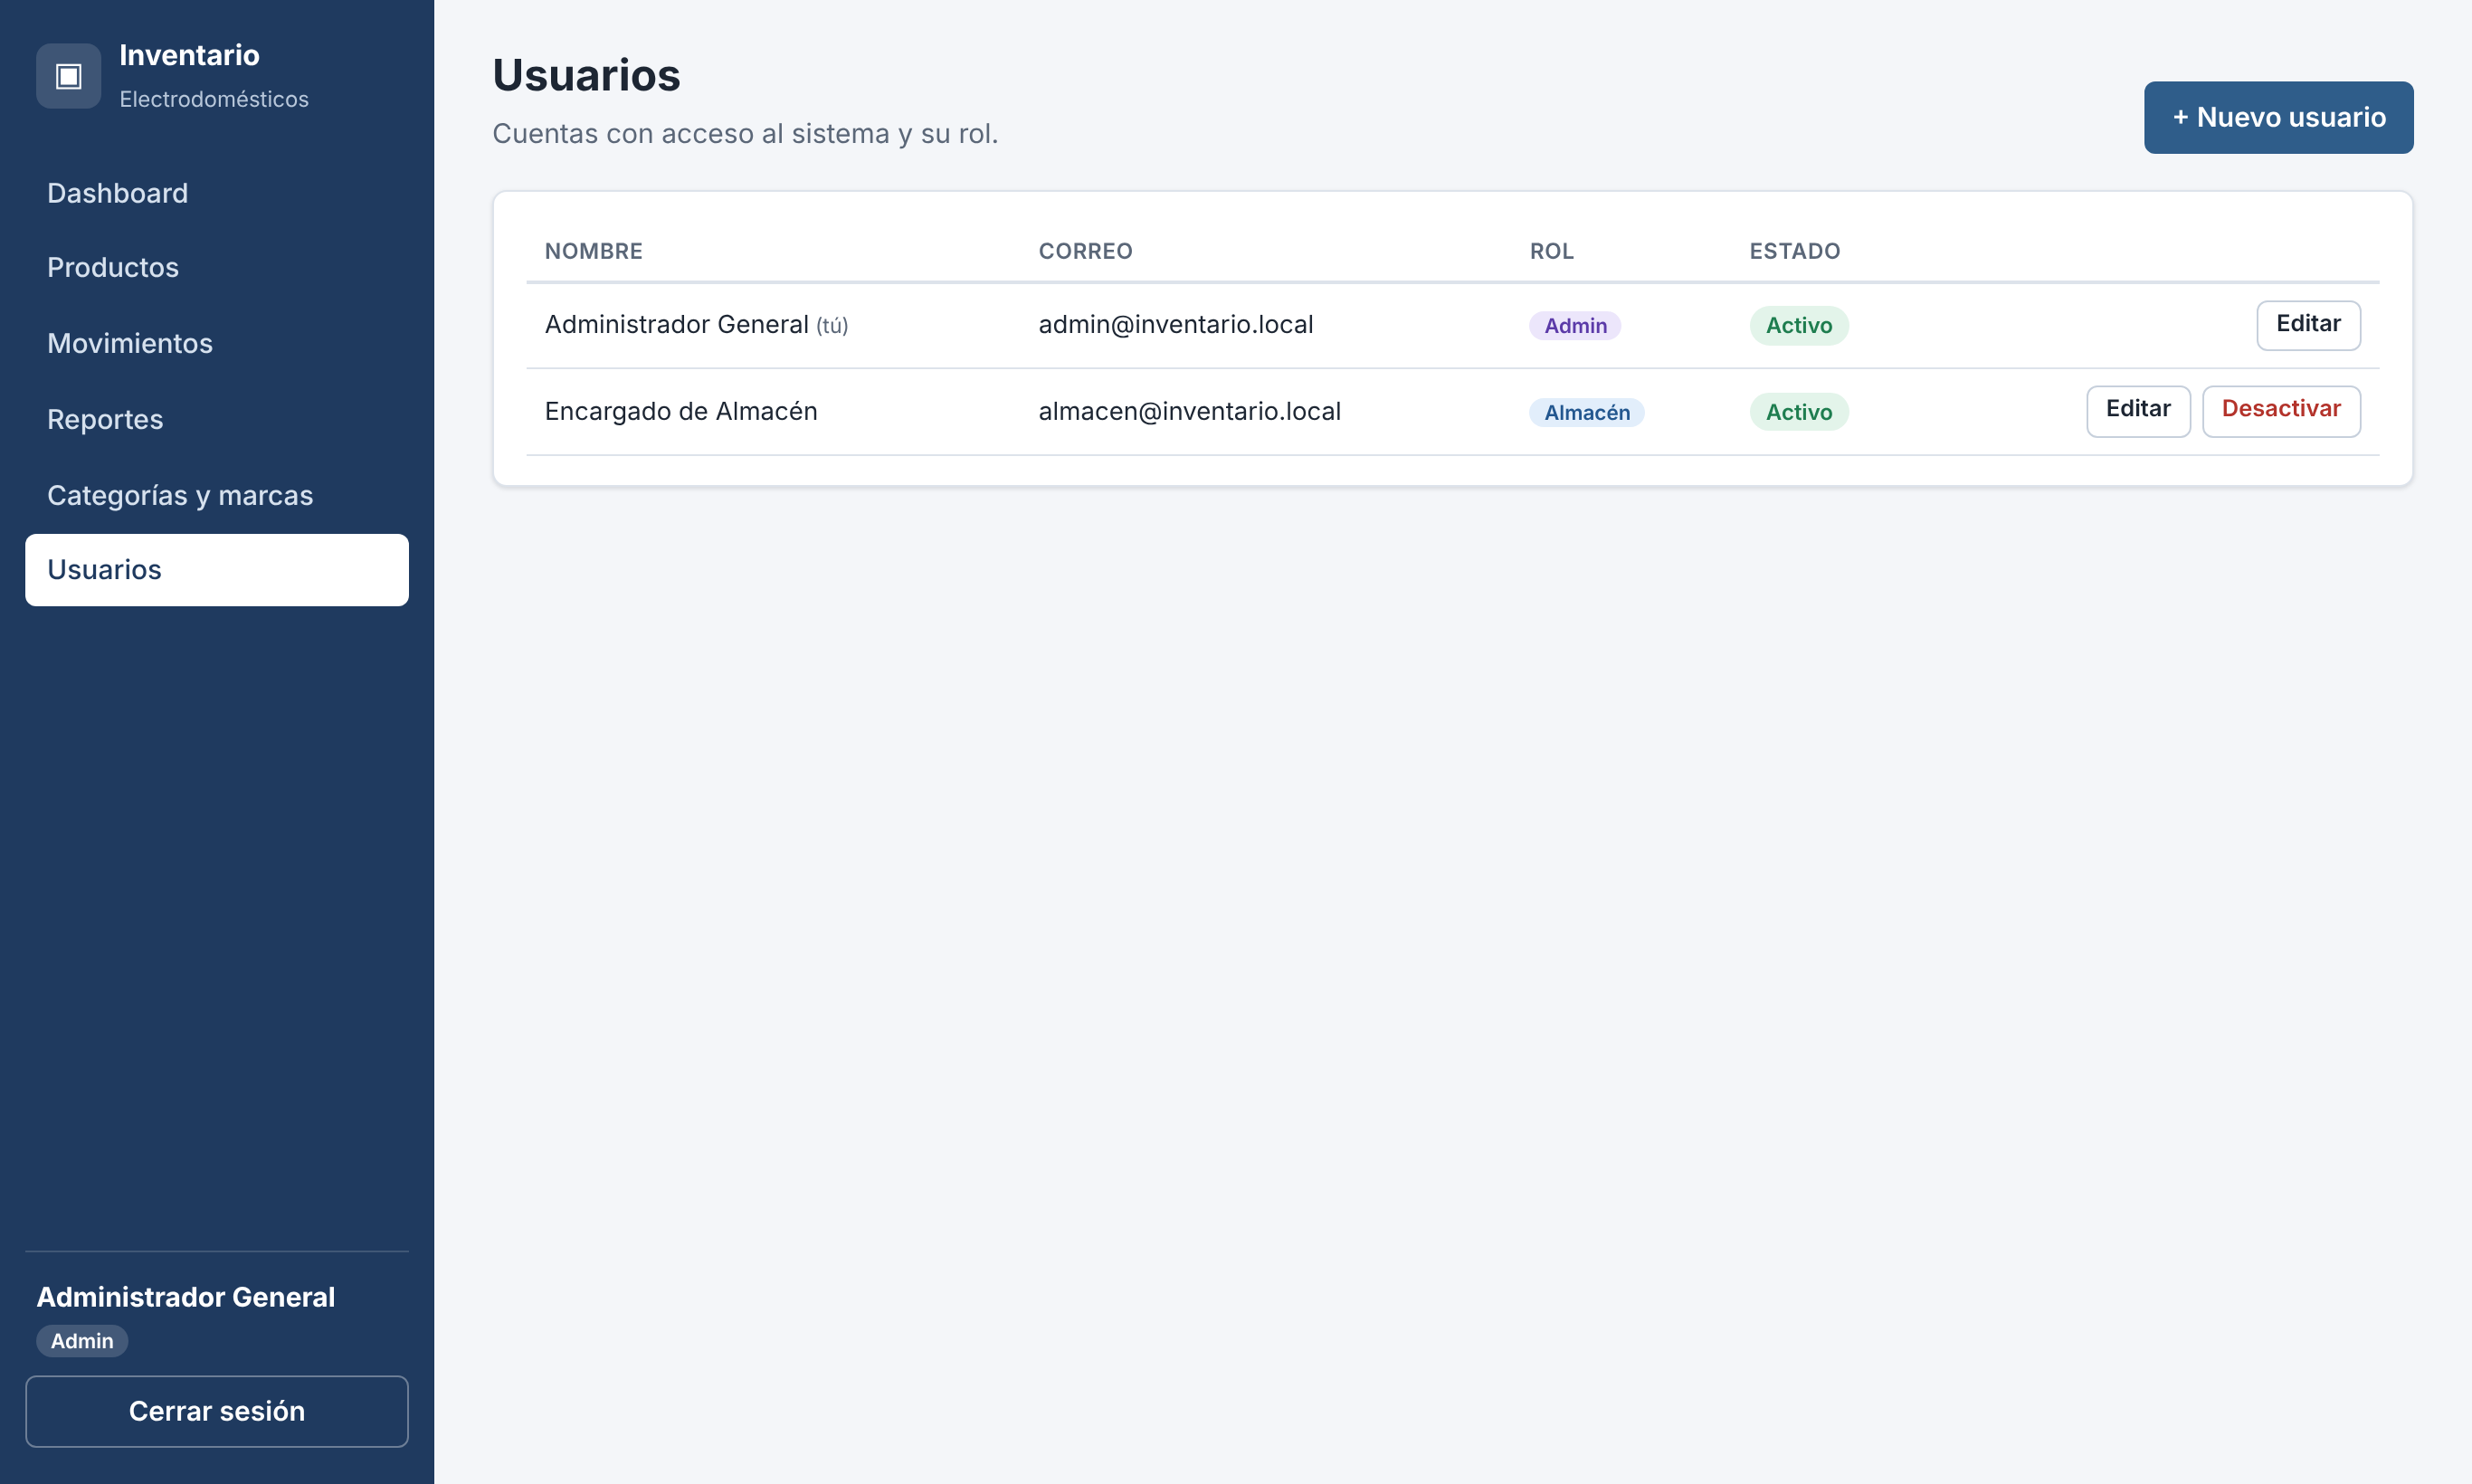 Inventario
Electrodomésticos
Dashboard
Productos
Movimientos
Reportes
Categorías y marcas
Usuarios
Administrador General
Admin
Cerrar sesión
Usuarios
Cuentas con acceso al sistema y su rol.
+ Nuevo usuario
NOMBRE CORREO ROL ESTADO
Administrador General (tú) admin@inventario.local Admin Activo Editar
Encargado de Almacén almacen@inventario.local Almacén Activo Editar Desactivar